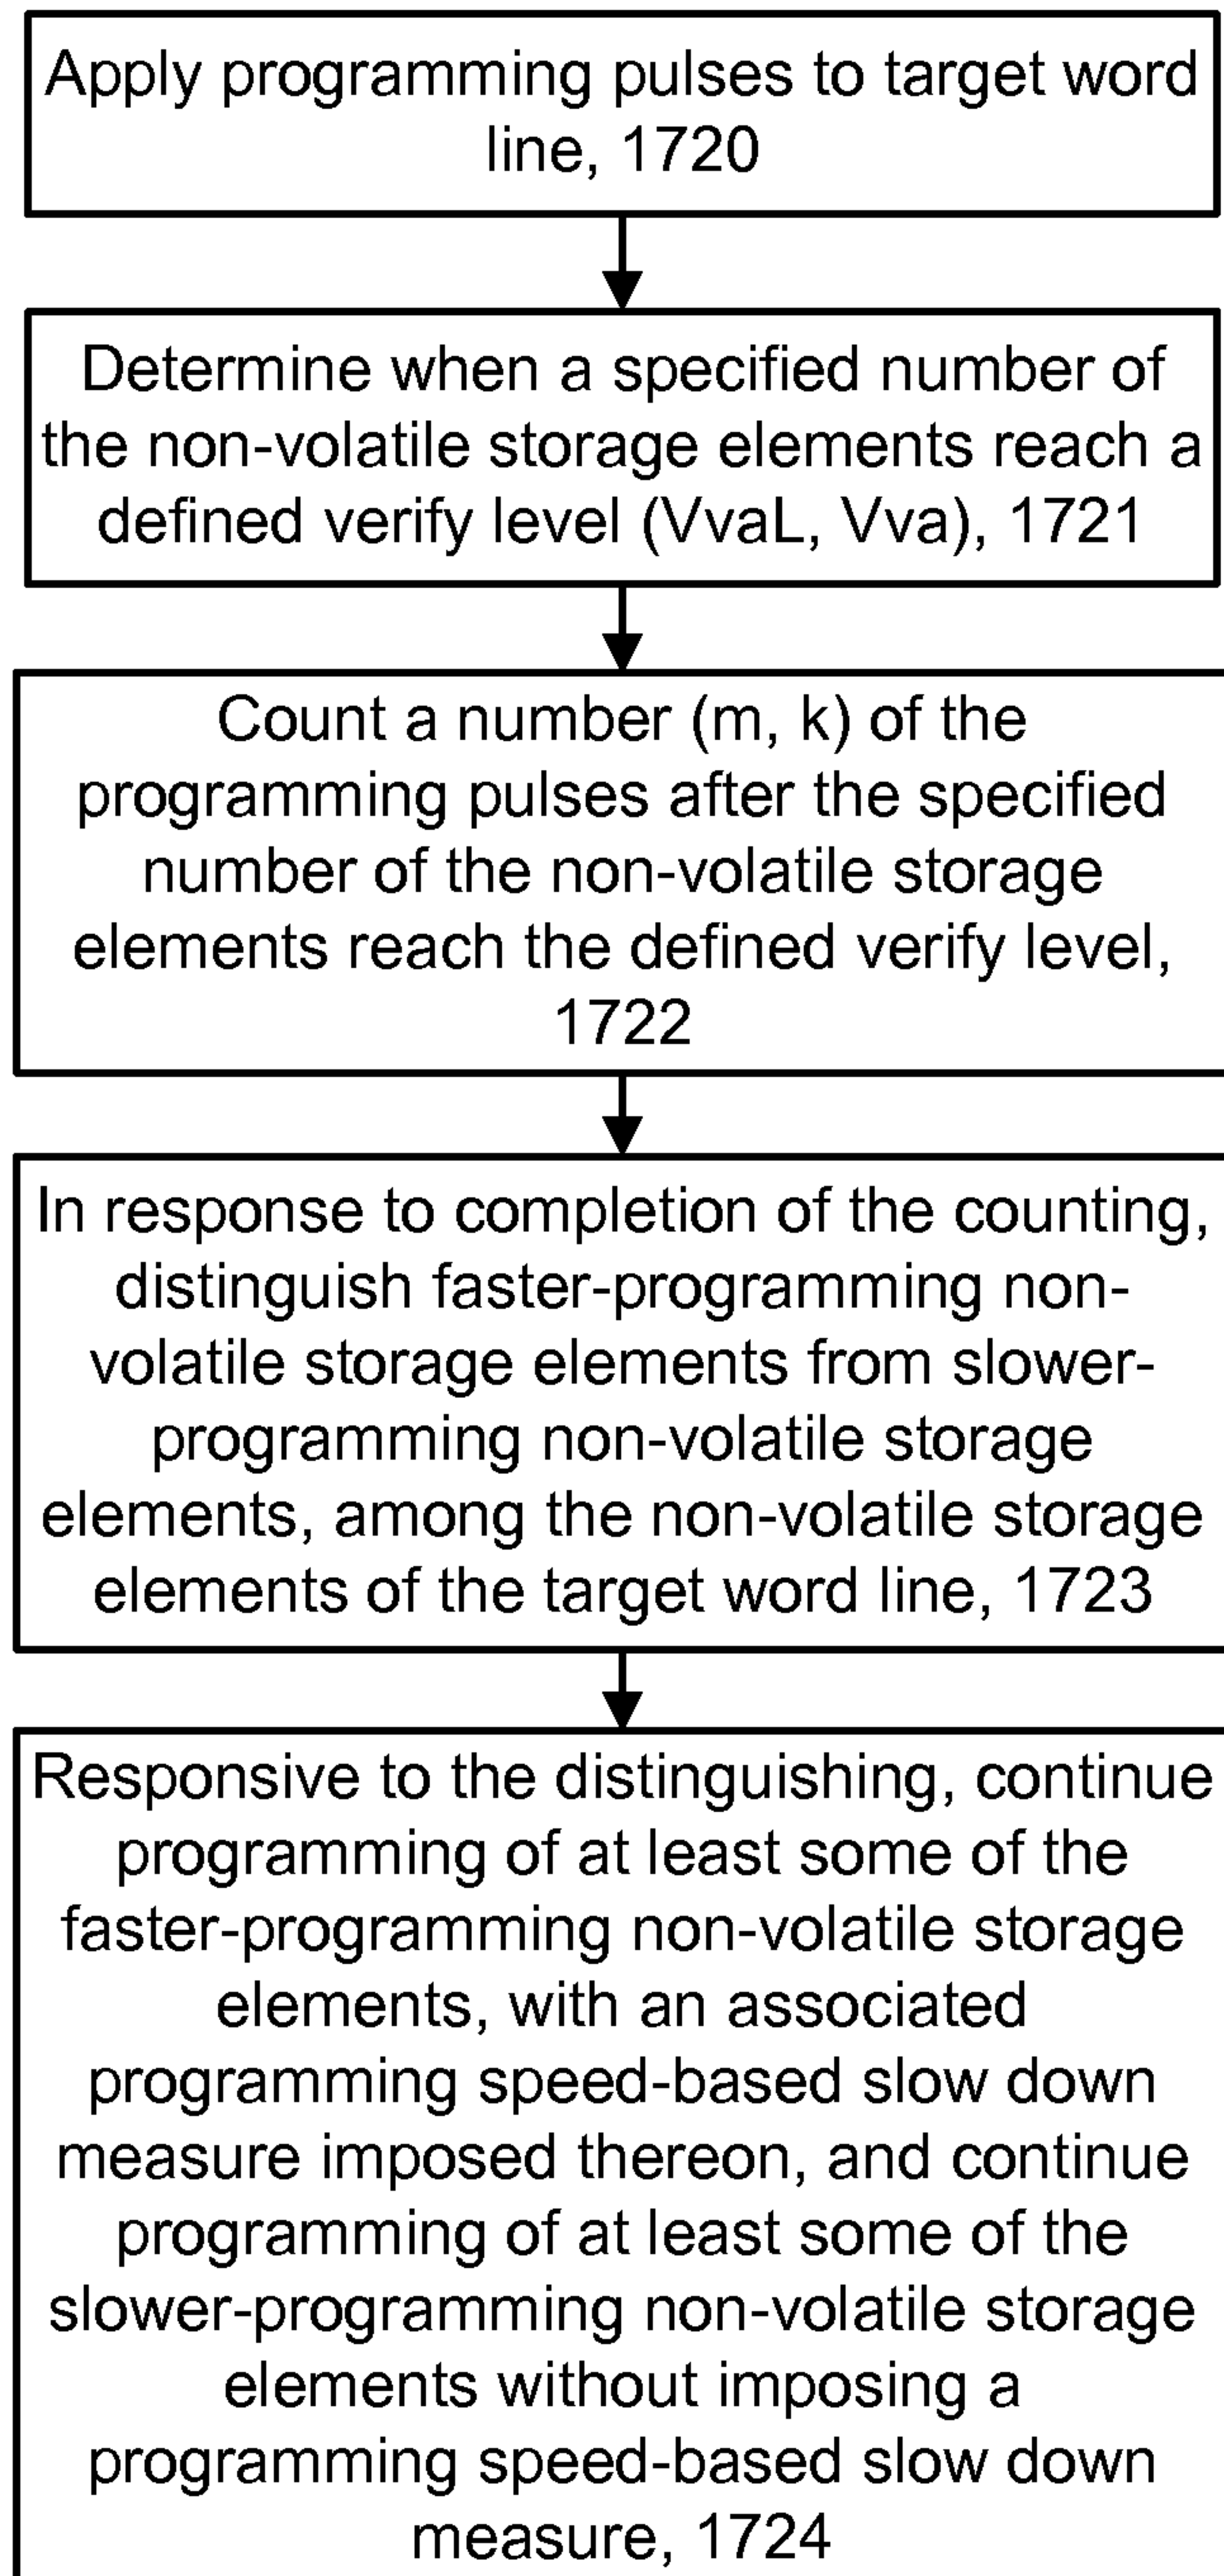 Apply programming pulses to target word
line, 1720
Determine when a specified number of
the non-volatile storage elements reach a
defined verify level (VvaL, Vva), 1721
Count a number (m, k) of the
programming pulses after the specified
number of the non-volatile storage
elements reach the defined verify level,
1722
In response to completion of the counting,
distinguish faster-programming non-
volatile storage elements from slower-
programming non-volatile storage
elements, among the non-volatile storage
elements of the target word line, 1723
Responsive to the distinguishing, continue
programming of at least some of the
faster-programming non-volatile storage
elements, with an associated
programming speed-based slow down
measure imposed thereon, and continue
programming of at least some of the
slower-programming non-volatile storage
elements without imposing a
programming speed-based slow down
measure, 1724